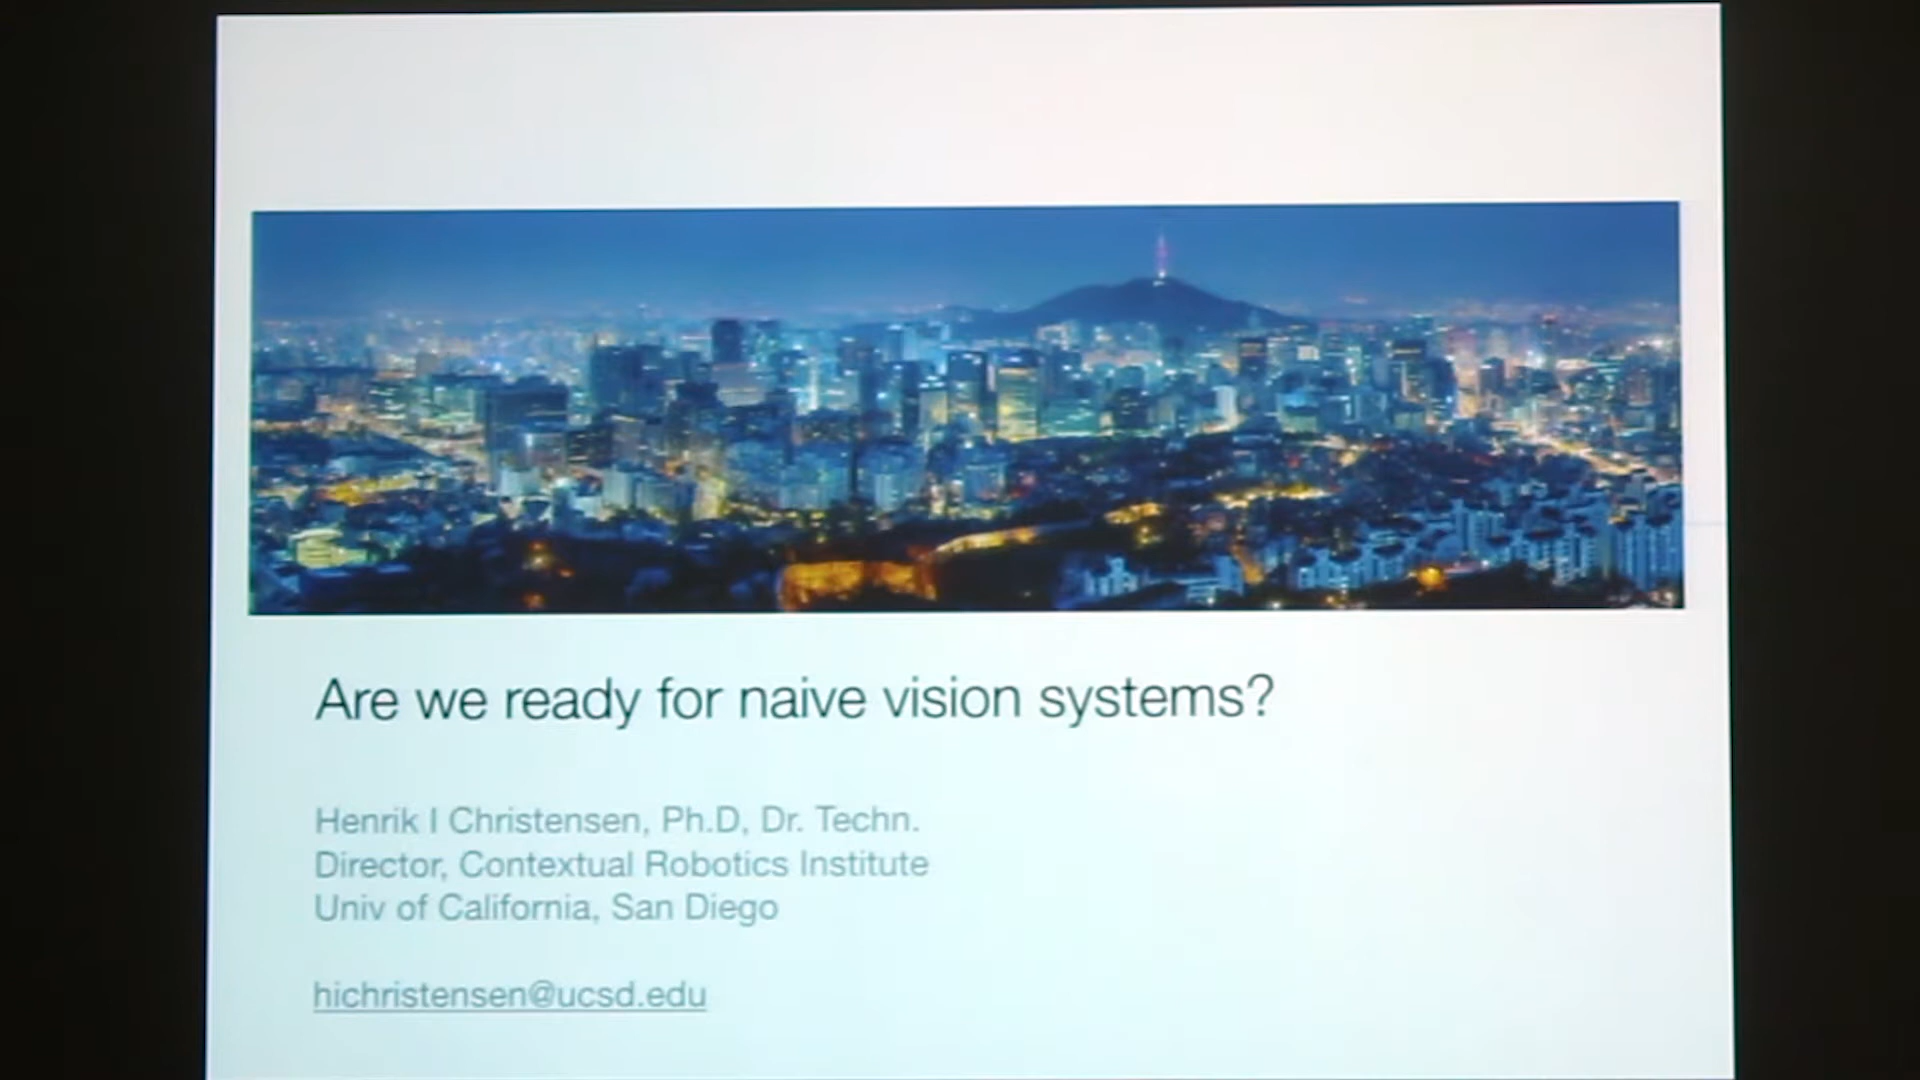 Are we ready for naive vision systems?
Henrik I Christensen, Ph.D, Dr. Techn.
Director, Contextual Robotics Institute
Univ of California, San Diego
hichristensen@ucsd.edu